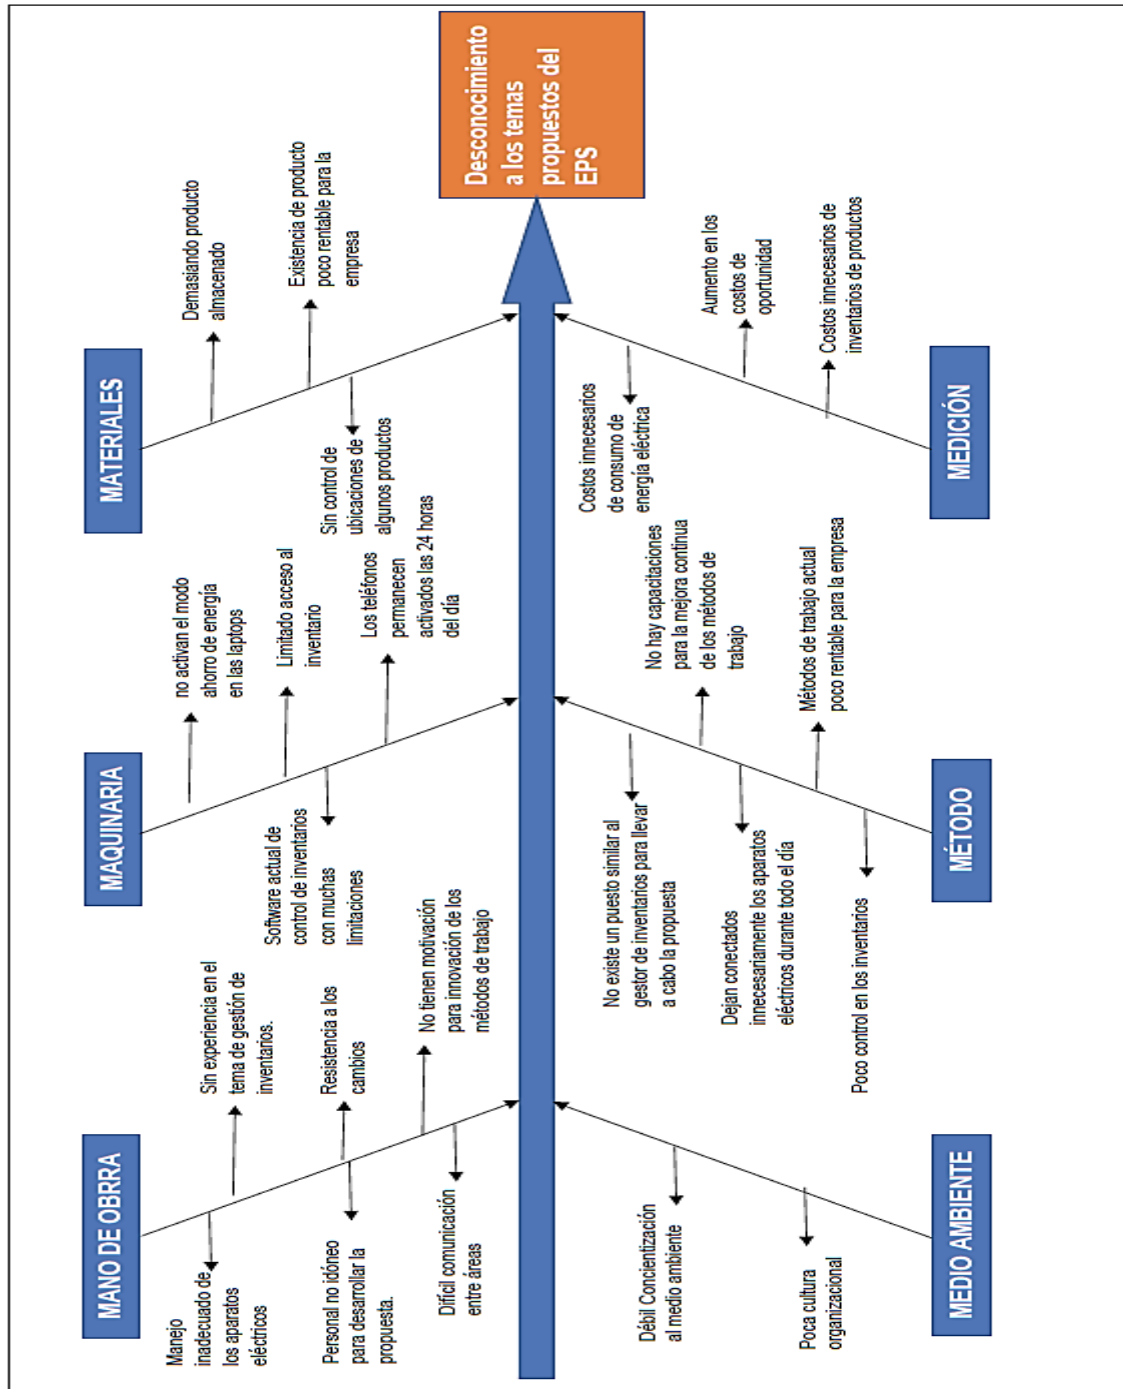 MANO DE OBRRA
MAQUINARIA
MATERIALES
Manejo
inadecuado de
los aparatos
eléctricos
Sin experiencia en el
tema de gestión de
inventarios.
Personal no idóneo
para desarrollar la
propuesta.
Resistencia a los
cambios
Difícil comunicación
entre áreas
No tienen motivación
para innovación de los
métodos de trabajo
no activan el modo
ahorro de energía
en las laptops
Limitado acceso al
inventario
Software actual de
control de inventarios
con muchas
limitaciones
Los teléfonos
permanecen
activados las 24 horas
del día
Demasiando producto
almacenado
Existencia de producto
poco rentable para la
empresa
Sin control de
ubicaciones de
algunos productos
Desconocimiento
a los temas
propuestos del
EPS
Débil Concientización
al medio ambiente
Poca cultura
organizacional
No existe un puesto similar al
gestor de inventarios para llevar
a cabo la propuesta
No hay capacitaciones
para la mejora continua
de los métodos de
trabajo
Dejan conectados
innecesariamente los aparatos
eléctricos durante todo el día
Métodos de trabajo actual
poco rentable para la empresa
Poco control en los inventarios
Costos innecesarios
de consumo de
energía eléctrica
Aumento en los
costos de
oportunidad
Costos innecesarios de
inventarios de productos
MEDIO AMBIENTE
MÉTODO
MEDICIÓN